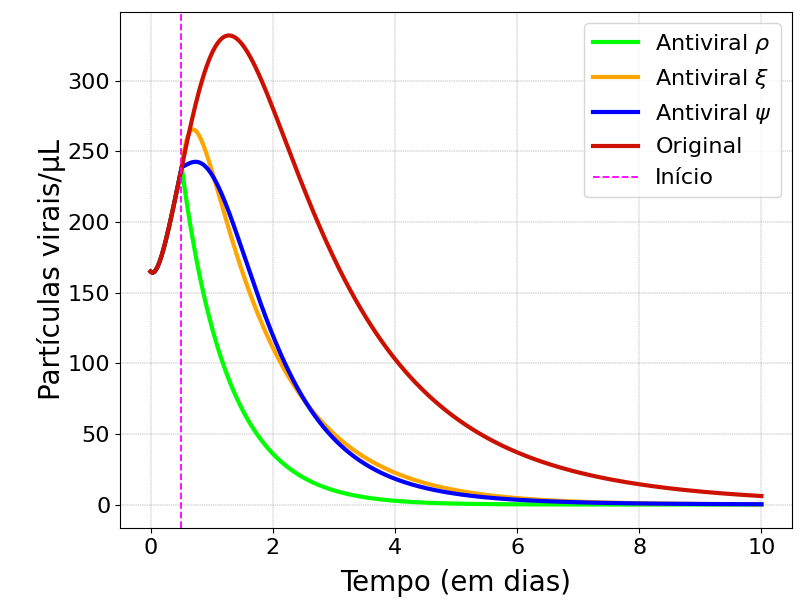 Antiviral ρ
Antiviral ξ
Antiviral ψ
Original
Início
Partículas virais/μL
300
250
200
150
100
50
0
0 2 4 6 8 10
Tempo (em dias)